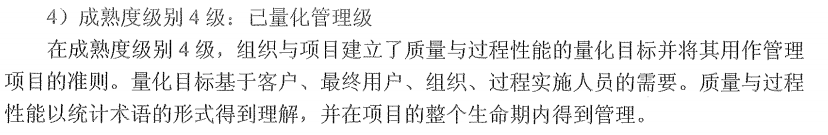 4）成熟度级别 4 级：己量化管理级
在成熟度级别 4 级，组织与项目建立了质量与过程性能的量化目标并将其用作管理
项目的准则。量化目标基于客户、最终用户、组织、过程实施人员的需要。质量与过程
性能以统计术语的形式得到理解，并在项目的整个生命期内得到管理。